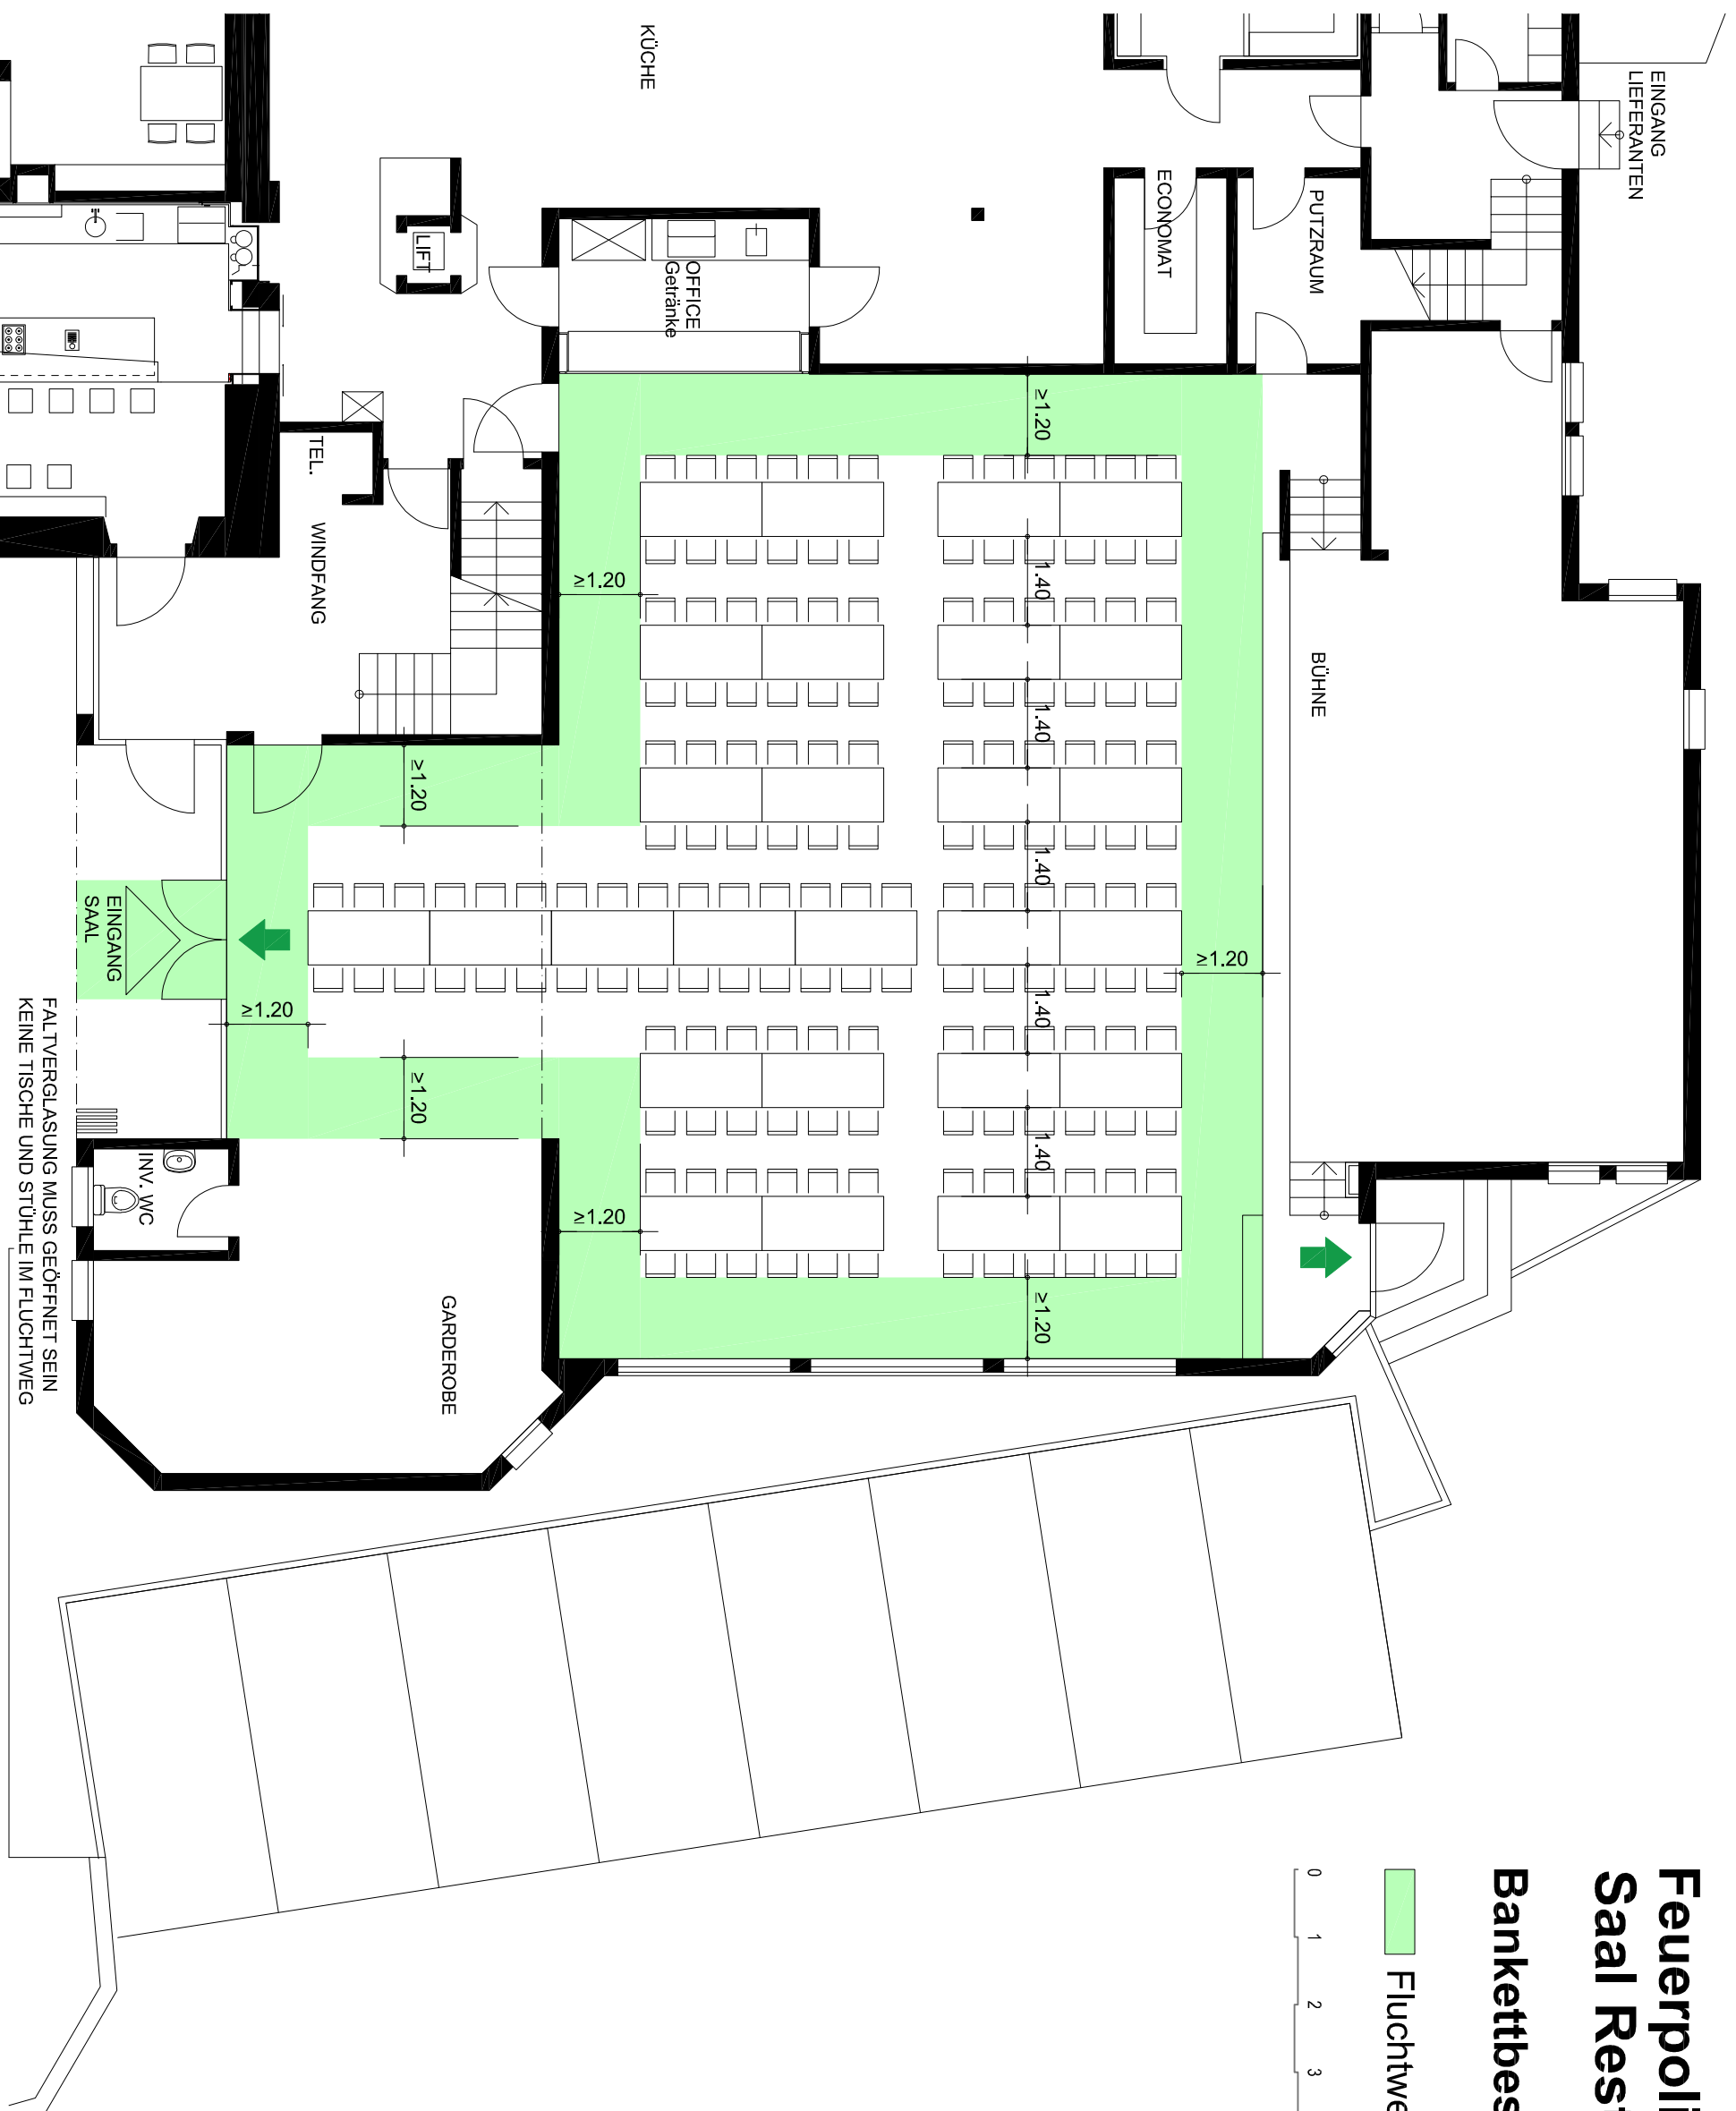 Feuerpoli
Saal Rest
Bankettbes
Fluchtwe
0 1 2 3
EINGANG
LIEFERANTEN
PUTZRAUM
BÜHNE
ECONOMAT
≥1.20
≥1.20
1.40
1.40
1.40
1.40
1.40
≥1.20
OFFICE
Getränke
KÜCHE
≥1.20
≥1.20
LIFT
GARDEROBE
≥1.20
≥1.20
TEL.
WINDFANG
≥1.20
INV. WC
EINGANG
SAAL
FALTVERGLASUNG MUSS GEÖFFNET SEIN
KEINE TISCHE UND STÜHLE IM FLUCHTWEG